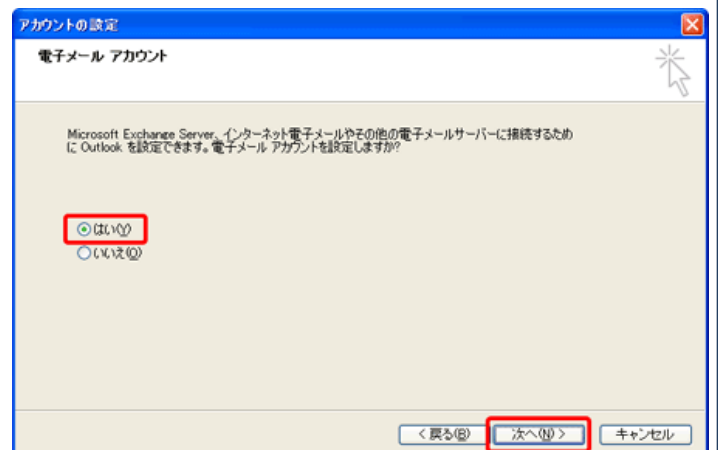 アカウントの設定
電子メール アカウント
Microsoft Exchange Server、インターネット電子メールやその他の電子メールサーバーに接続するため
に Outlook を設定できます。電子メール アカウントを設定しますか?
はい(Y)
いいえ(O)
< 戻る(B) 次へ(N) > キャンセル